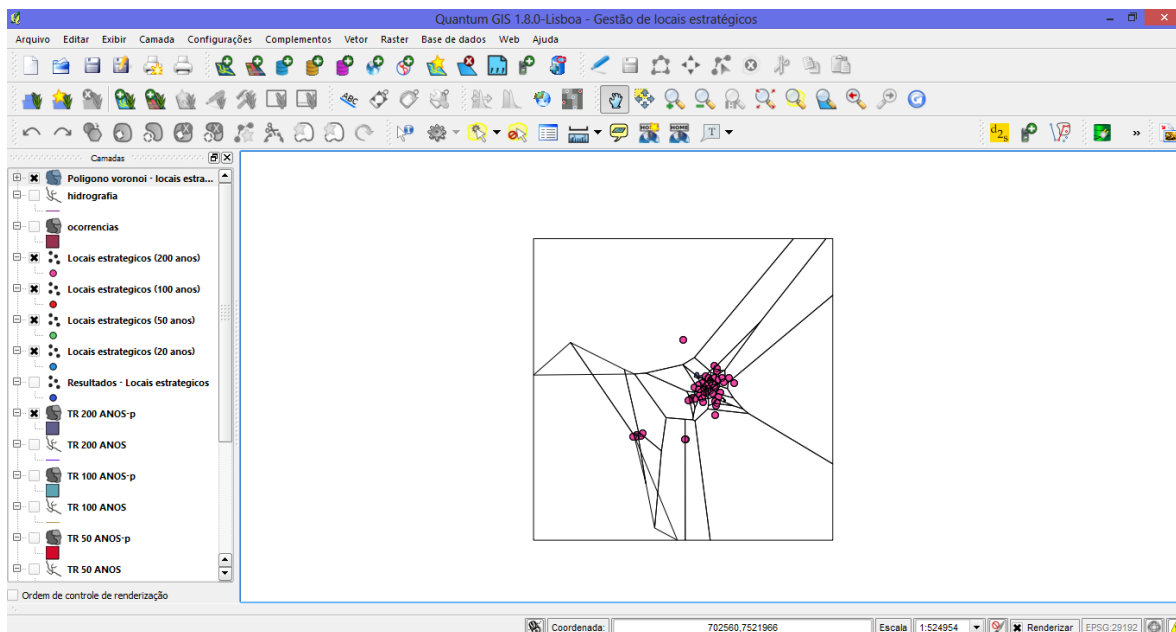 Quantum GIS 1.8.0-Lisboa - Gestão de locais estratégicos
Arquivo Editar Exibir Camada Configurações Complementos Vetor Raster Base de dados Web Ajuda
Camadas
Poligono voronoi - locais estra...
hidrografia
ocorrencias
Locais estrategicos (200 anos)
Locais estrategicos (100 anos)
Locais estrategicos (50 anos)
Locais estrategicos (20 anos)
Resultados - Locais estrategicos
TR 200 ANOS-p
TR 200 ANOS
TR 100 ANOS-p
TR 100 ANOS
TR 50 ANOS-p
TR 50 ANOS
Ordem de controle de renderização
Coordenada: 702560,7521966 Escala 1:524954 Renderizar EPSG:29192